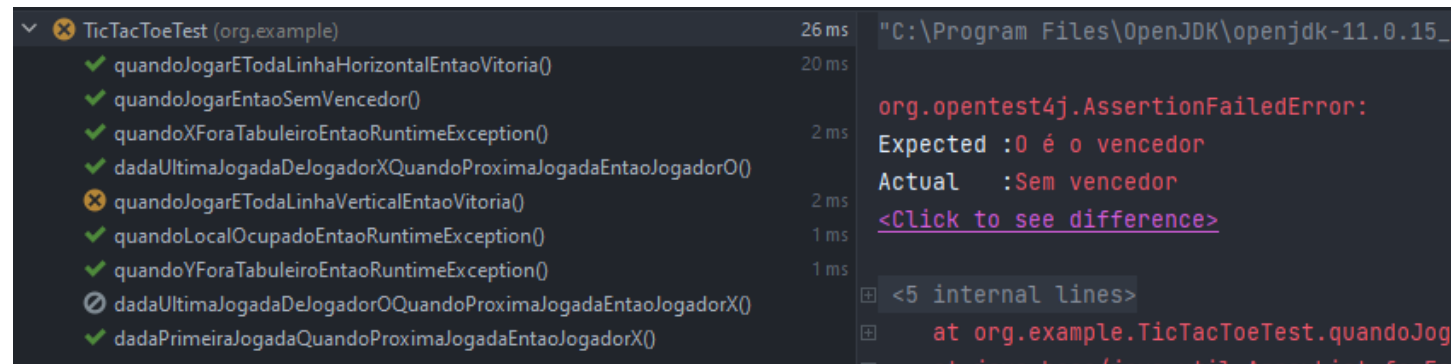 TicTacToeTest (org.example) 26 ms
quandoJogarETodaLinhaHorizontalEntaoVitoria() 20 ms
quandoJogarEntaoSemVencedor()
quandoXForaTabuleiroEntaoRuntimeException() 2 ms
dadaUltimaJogadaDeJogadorXQuandoProximaJogadaEntaoJogadorO()
quandoJogarETodaLinhaVerticalEntaoVitoria() 2 ms
quandoLocalOcupadoEntaoRuntimeException() 1 ms
quandoYForaTabuleiroEntaoRuntimeException() 1 ms
dadaUltimaJogadaDeJogadorOQuandoProximaJogadaEntaoJogadorX()
dadaPrimeiraJogadaQuandoProximaJogadaEntaoJogadorX()
"C:\Program Files\OpenJDK\openjdk-11.0.15_
org.opentest4j.AssertionFailedError:
Expected :O é o vencedor
Actual :Sem vencedor
<Click to see difference>
<5 internal lines>
at org.example.TicTacToeTest.quandoJog